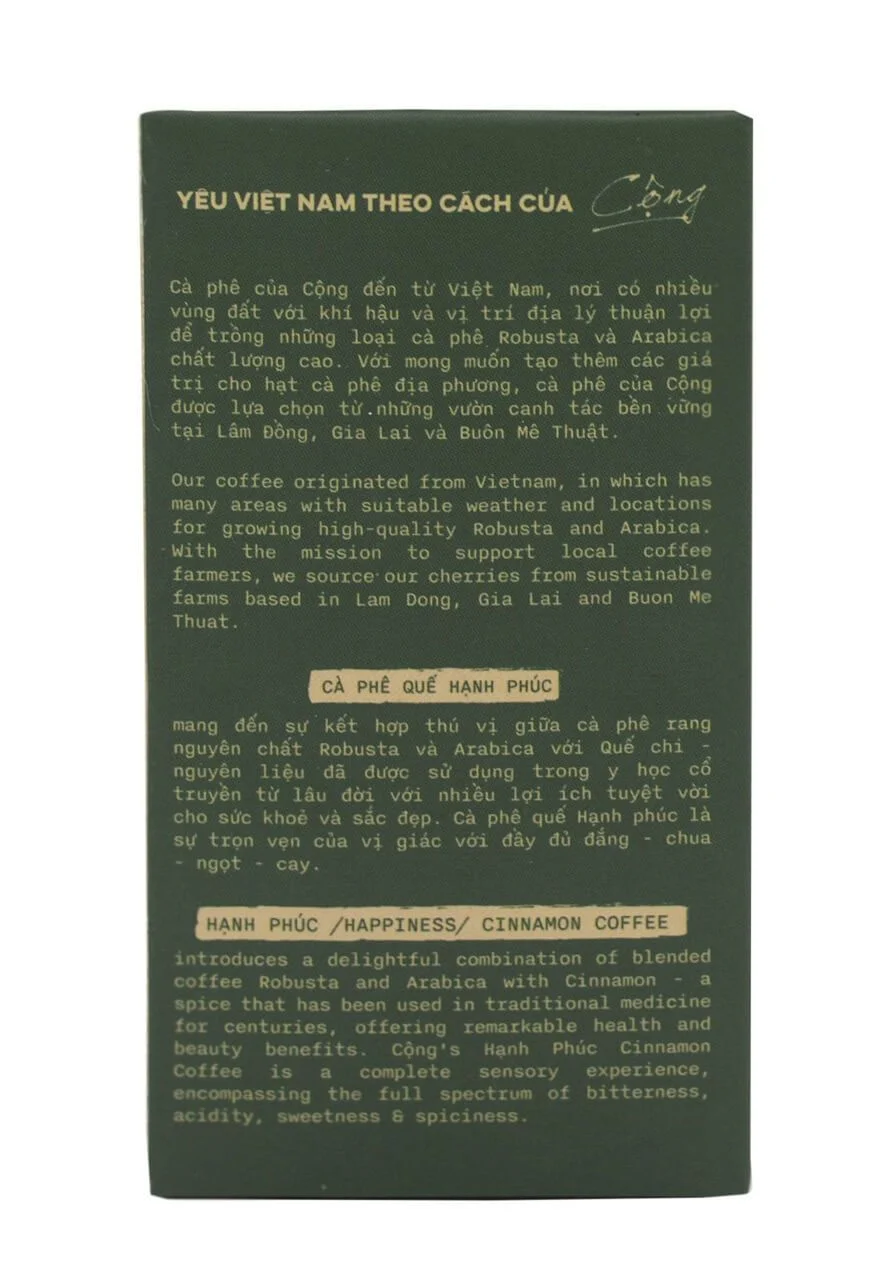 YÊU VIỆT NAM THEO CÁCH CỦA Cộng
Cà phê của Cộng đến từ Việt Nam, nơi có nhiều
vùng đất với khí hậu và vị trí địa lý thuận lợi
để trồng những loại cà phê Robusta và Arabica
chất lượng cao. Với mong muốn tạo thêm các giá
trị cho hạt cà phê địa phương, cà phê của Cộng
được lựa chọn từ những vườn canh tác bền vững
tại Lâm Đồng, Gia Lai và Buôn Mê Thuật.
Our coffee originated from Vietnam, in which has
many areas with suitable weather and locations
for growing high-quality Robusta and Arabica.
With the mission to support local coffee
farmers, we source our cherries from sustainable
farms based in Lam Dong, Gia Lai and Buon Me
Thuat.
CÀ PHÊ QUẾ HẠNH PHÚC
mang đến sự kết hợp thú vị giữa cà phê rang
nguyên chất Robusta và Arabica với Quế chi -
nguyên liệu đã được sử dụng trong y học cổ
truyền từ lâu đời với nhiều lợi ích tuyệt vời
cho sức khoẻ và sắc đẹp. Cà phê quế Hạnh phúc là
sự trọn vẹn của vị giác với đầy đủ đắng - chua
- ngọt - cay.
HẠNH PHÚC /HAPPINESS/ CINNAMON COFFEE
introduces a delightful combination of blended
coffee Robusta and Arabica with Cinnamon - a
spice that has been used in traditional medicine
for centuries, offering remarkable health and
beauty benefits. Cộng's Hạnh Phúc Cinnamon
Coffee is a complete sensory experience,
encompassing the full spectrum of bitterness,
acidity, sweetness & spiciness.